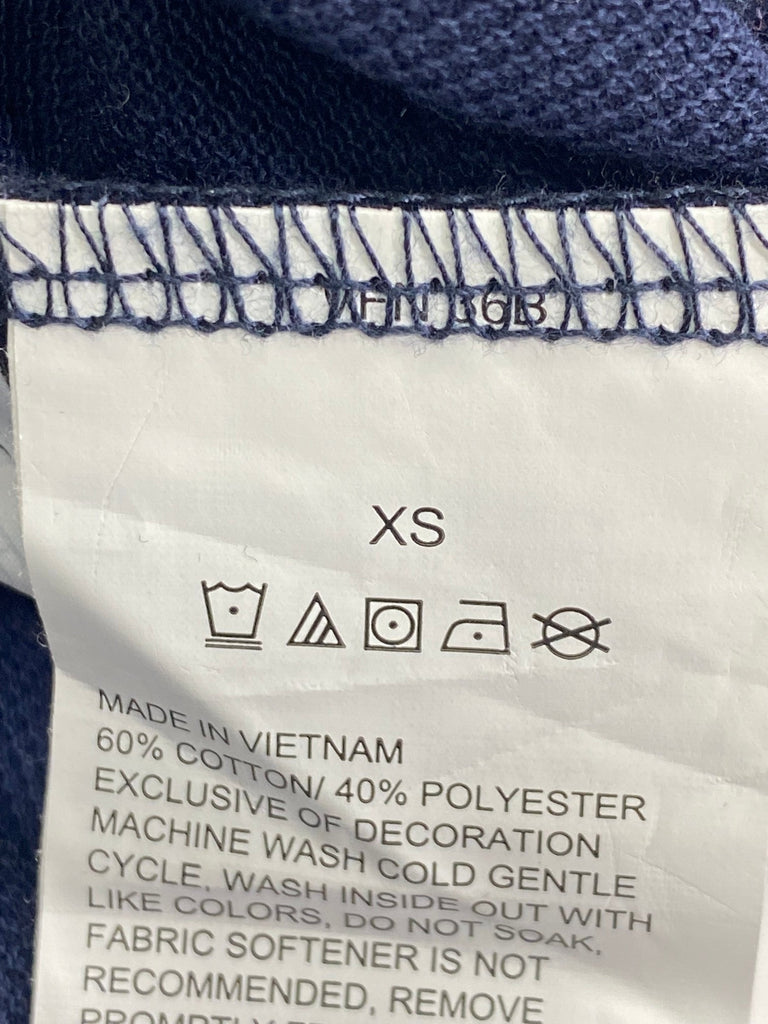 XS
MADE IN VIETNAM
60% COTTON/ 40% POLYESTER
EXCLUSIVE OF DECORATION
MACHINE WASH COLD GENTLE
CYCLE, WASH INSIDE OUT WITH
LIKE COLORS, DO NOT SOAK,
FABRIC SOFTENER IS NOT
RECOMMENDED, REMOVE
PROMPTLY